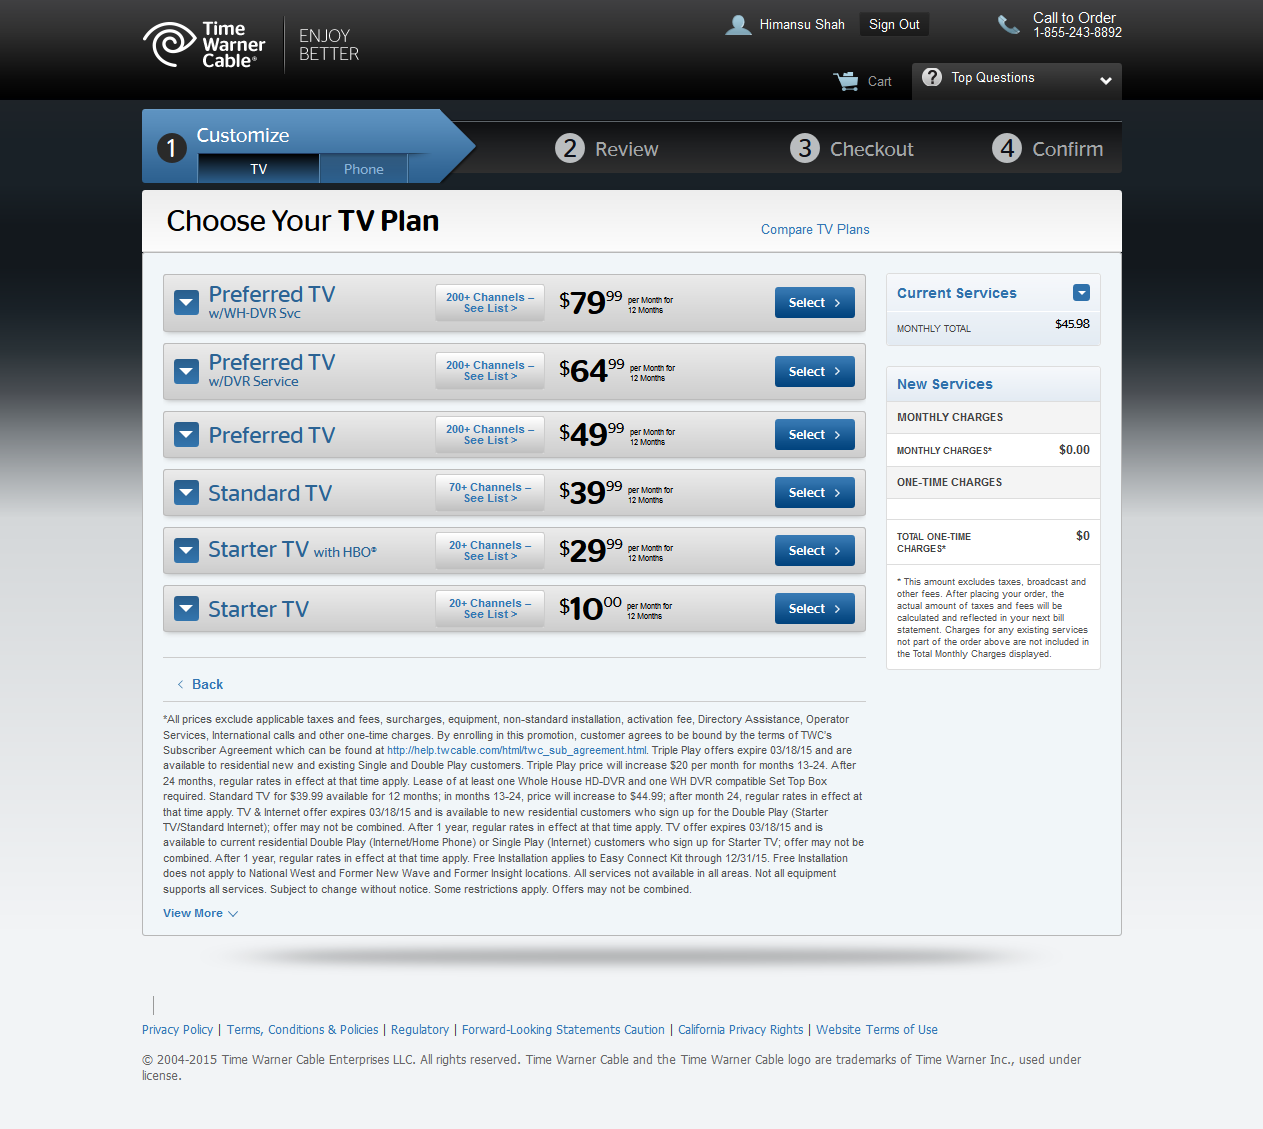 Time
Warner
Cable®
ENJOY
BETTER
Himansu Shah
Sign Out
Call to Order
1-855-243-8892
Cart
? Top Questions
1 Customize
TV
Phone
2 Review
3 Checkout
4 Confirm
Choose Your TV Plan
Compare TV Plans
Preferred TV
w/WH-DVR Svc
200+ Channels –
See List >
$79 99 per Month for
12 Months
Select >
Preferred TV
w/DVR Service
200+ Channels –
See List >
$64 99 per Month for
12 Months
Select >
Preferred TV
200+ Channels –
See List >
$49 99 per Month for
12 Months
Select >
Standard TV
70+ Channels –
See List >
$39 99 per Month for
12 Months
Select >
Starter TV with HBO®
20+ Channels –
See List >
$29 99 per Month for
12 Months
Select >
Starter TV
20+ Channels –
See List >
$10 00 per Month for
12 Months
Select >
Current Services
MONTHLY TOTAL $45.98
New Services
MONTHLY CHARGES
MONTHLY CHARGES* $0.00
ONE-TIME CHARGES
TOTAL ONE-TIME
CHARGES*
$0
* This amount excludes taxes, broadcast and
other fees. After placing your order, the
actual amount of taxes and fees will be
calculated and reflected in your next bill
statement. Charges for any existing services
not part of the order above are not included in
the Total Monthly Charges displayed.
< Back
*All prices exclude applicable taxes and fees, surcharges, equipment, non-standard installation, activation fee, Directory Assistance, Operator
Services, International calls and other one-time charges. By enrolling in this promotion, customer agrees to be bound by the terms of TWC's
Subscriber Agreement which can be found at http://help.twcable.com/html/twc_sub_agreement.html. Triple Play offers expire 03/18/15 and are
available to residential new and existing Single and Double Play customers. Triple Play price will increase $20 per month for months 13-24. After
24 months, regular rates in effect at that time apply. Lease of at least one Whole House HD-DVR and one WH DVR compatible Set Top Box
required. Standard TV for $39.99 available for 12 months; in months 13-24, price will increase to $44.99; after month 24, regular rates in effect at
that time apply. TV & Internet offer expires 03/18/15 and is available to new residential customers who sign up for the Double Play (Starter
TV/Standard Internet); offer may not be combined. After 1 year, regular rates in effect at that time apply. TV offer expires 03/18/15 and is
available to current residential Double Play (Internet/Home Phone) or Single Play (Internet) customers who sign up for Starter TV; offer may not be
combined. After 1 year, regular rates in effect at that time apply. Free Installation applies to Easy Connect Kit through 12/31/15. Free Installation
does not apply to National West and Former New Wave and Former Insight locations. All services not available in all areas. Not all equipment
supports all services. Subject to change without notice. Some restrictions apply. Offers may not be combined.
View More
Privacy Policy | Terms, Conditions & Policies | Regulatory | Forward-Looking Statements Caution | California Privacy Rights | Website Terms of Use
© 2004-2015 Time Warner Cable Enterprises LLC. All rights reserved. Time Warner Cable and the Time Warner Cable logo are trademarks of Time Warner Inc., used under
license.